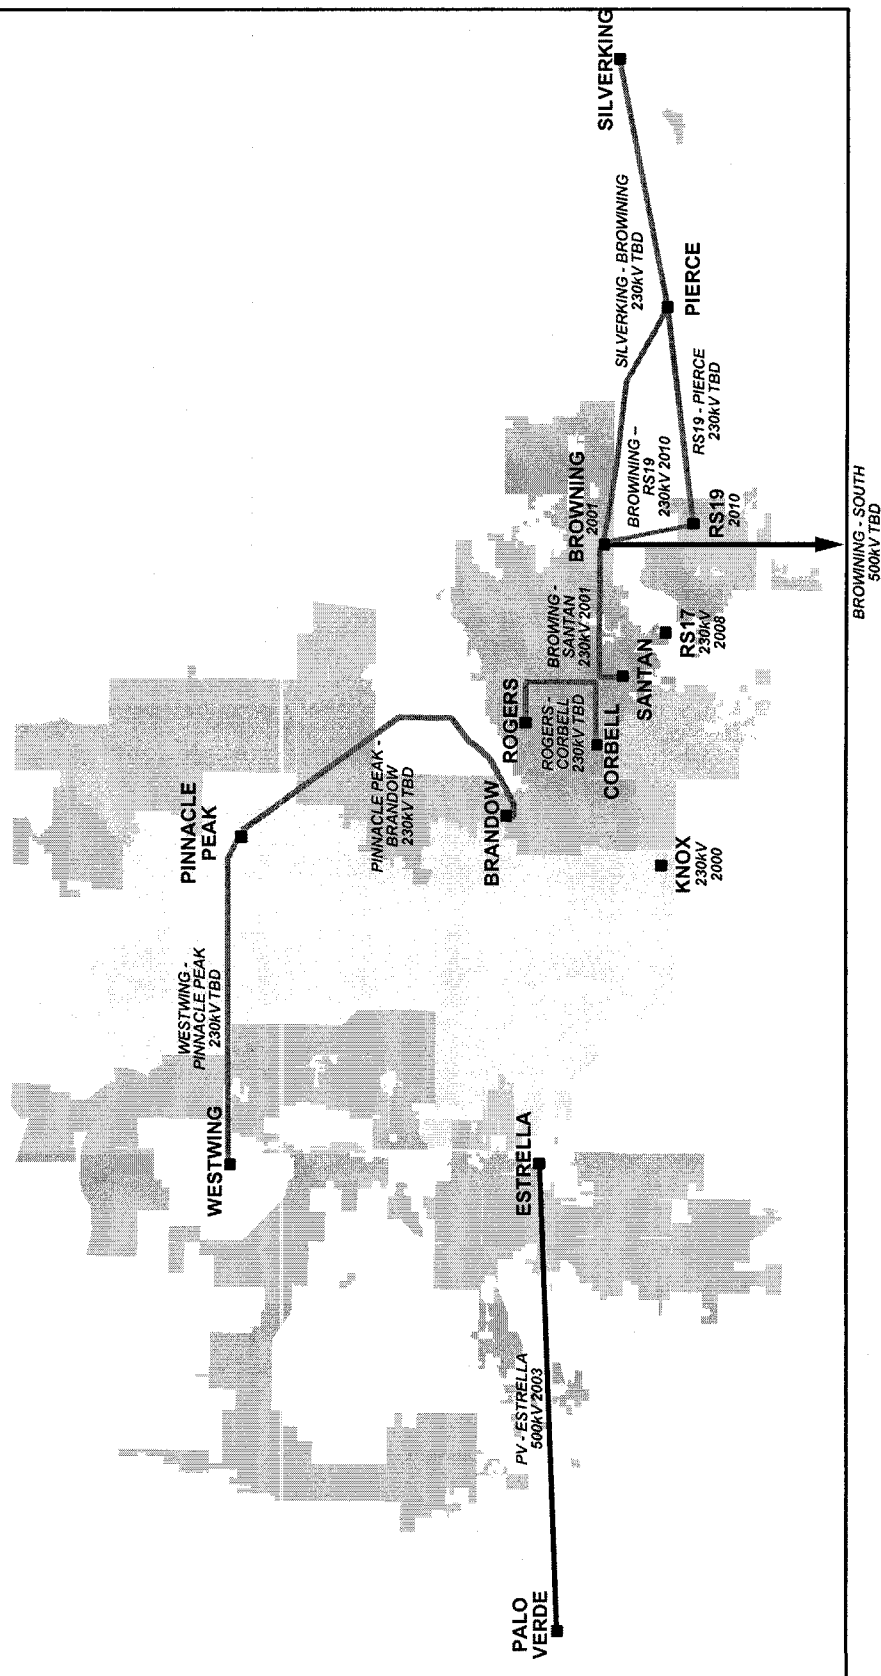 PALO
VERDE
PV - ESTRELLA
500kV 2003
ESTRELLA
WESTWING
WESTWING -
PINNACLE PEAK
230kV TBD
PINNACLE
PEAK
PINNACLE PEAK -
BRANDOW
230kV TBD
BRANDOW
KNOX
230kV
2000
ROGERS
ROGERS -
CORBELL
230kV TBD
CORBELL
SANTAN
BROWING -
SANTAN
230kV 2001
RS17
230kV
2008
BROWNING
2001
BROWINING --
RS19
230kV 2010
RS19
2010
BROWINING - SOUTH
500kV TBD
RS19 - PIERCE
230kV TBD
SILVERKING - BROWINING
230kV TBD
PIERCE
SILVERKING